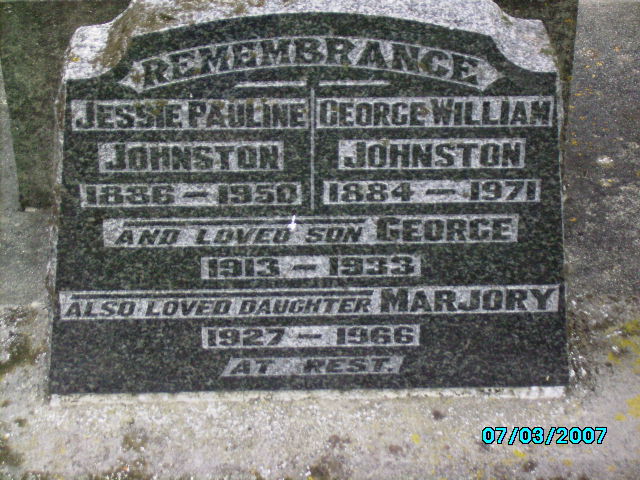 REMEMBRANCE
JESSIE PAULINE
JOHNSTON
1886 – 1950
GEORGE WILLIAM
JOHNSTON
1884 – 1971
AND LOVED SON GEORGE
1913 – 1933
ALSO LOVED DAUGHTER MARJORY
1927 – 1966
AT REST.
07/03/2007